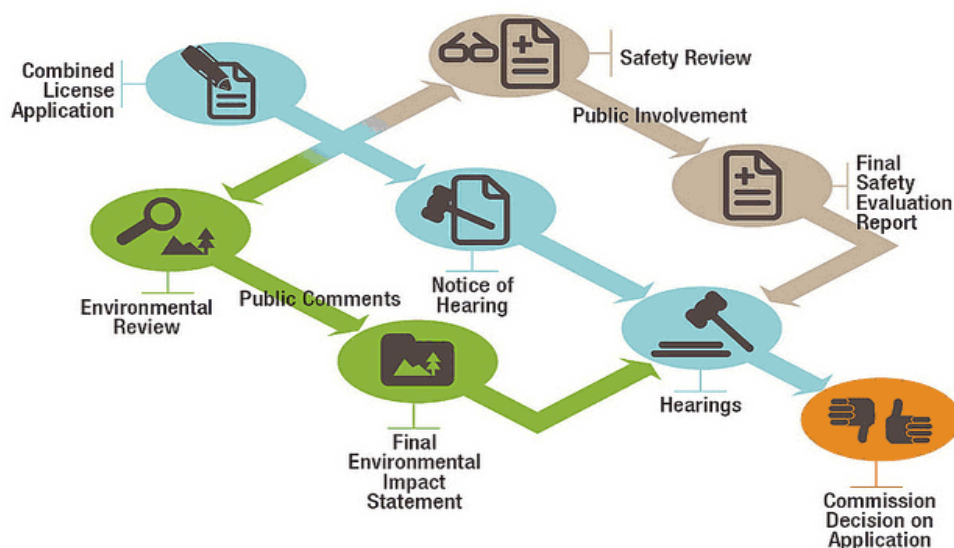 Combined
License
Application
Safety Review
Public Involvement
Final
Safety
Evaluation
Report
Notice of
Hearing
Environmental
Review
Public Comments
Hearings
Final
Environmental
Impact
Statement
Commission
Decision on
Application